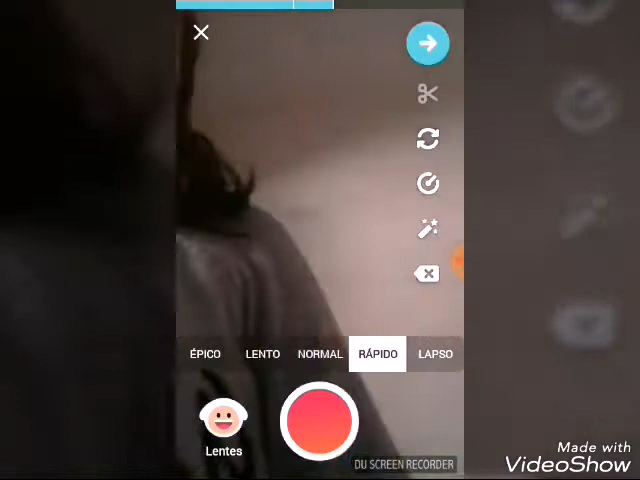 ÉPICO LENTO NORMAL RÁPIDO LAPSO
Lentes
DU SCREEN RECORDER
Made with
VideoShow